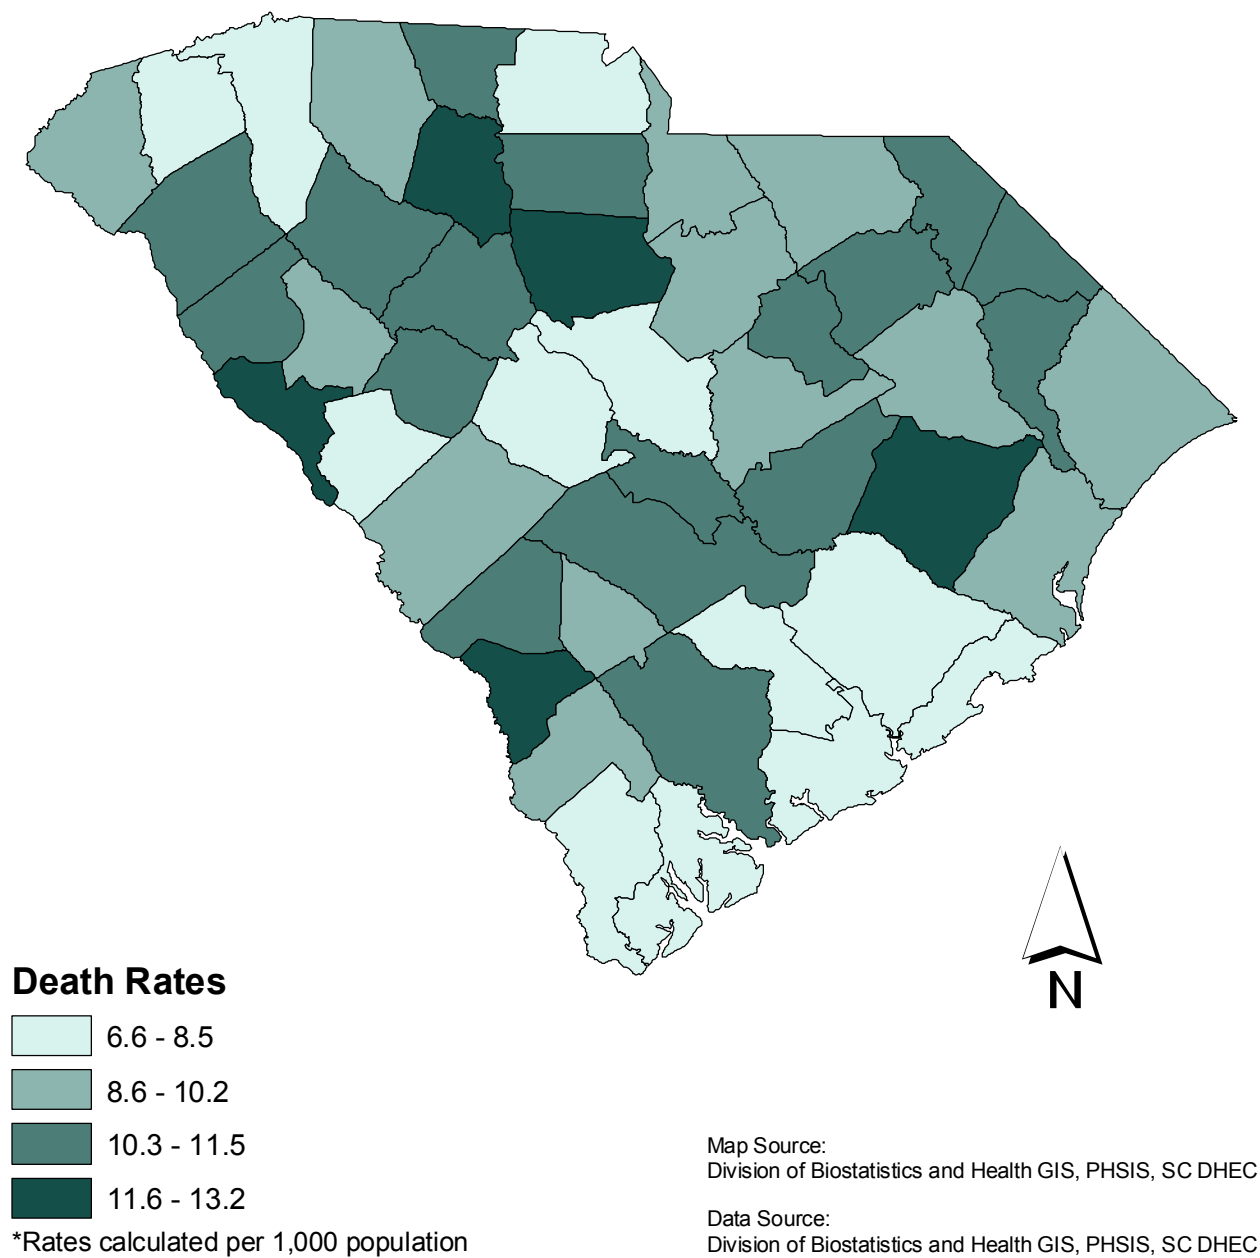 N
Death Rates
6.6 - 8.5
8.6 - 10.2
10.3 - 11.5
11.6 - 13.2
*Rates calculated per 1,000 population
Map Source:
Division of Biostatistics and Health GIS, PHSIS, SC DHEC
Data Source:
Division of Biostatistics and Health GIS, PHSIS, SC DHEC